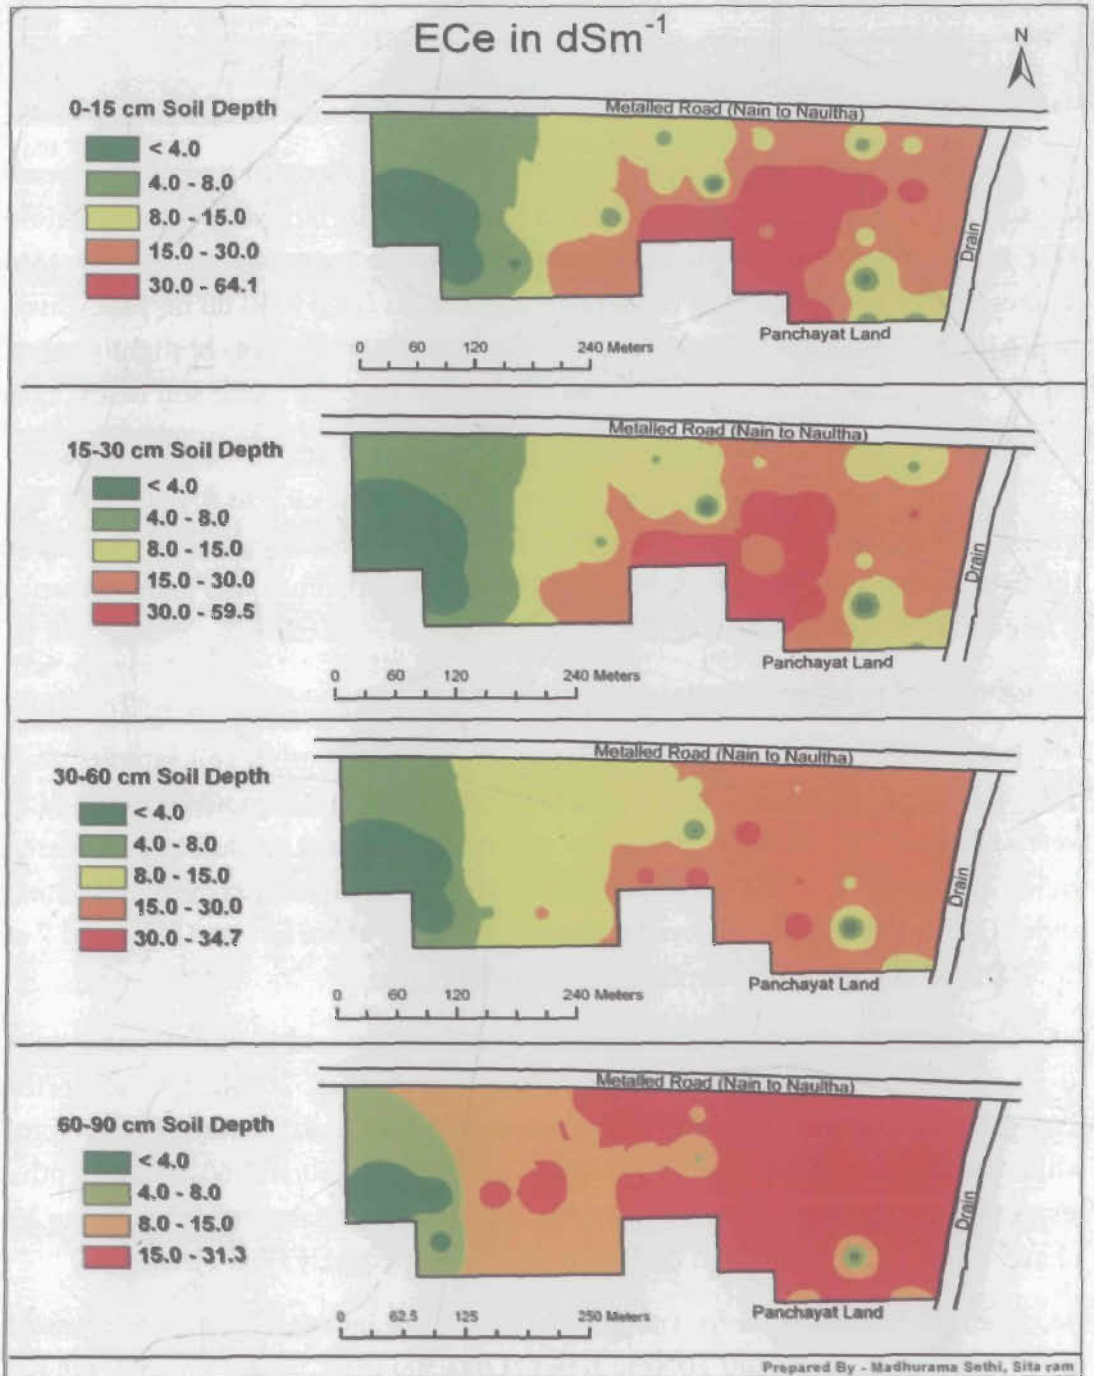 ECe in dSm⁻¹
N
0-15 cm Soil Depth
< 4.0
4.0 - 8.0
8.0 - 15.0
15.0 - 30.0
30.0 - 64.1
Metalled Road (Nain to Naultha)
Drain
Panchayat Land
0 60 120 240 Meters
15-30 cm Soil Depth
< 4.0
4.0 - 8.0
8.0 - 15.0
15.0 - 30.0
30.0 - 59.5
Metalled Road (Nain to Naultha)
Drain
Panchayat Land
0 60 120 240 Meters
30-60 cm Soil Depth
< 4.0
4.0 - 8.0
8.0 - 15.0
15.0 - 30.0
30.0 - 34.7
Metalled Road (Nain to Naultha)
Drain
Panchayat Land
0 60 120 240 Meters
60-90 cm Soil Depth
< 4.0
4.0 - 8.0
8.0 - 15.0
15.0 - 31.3
Metalled Road (Nain to Naultha)
Drain
Panchayat Land
0 62.5 125 250 Meters
Prepared By - Madhurama Sethi, Sita ram